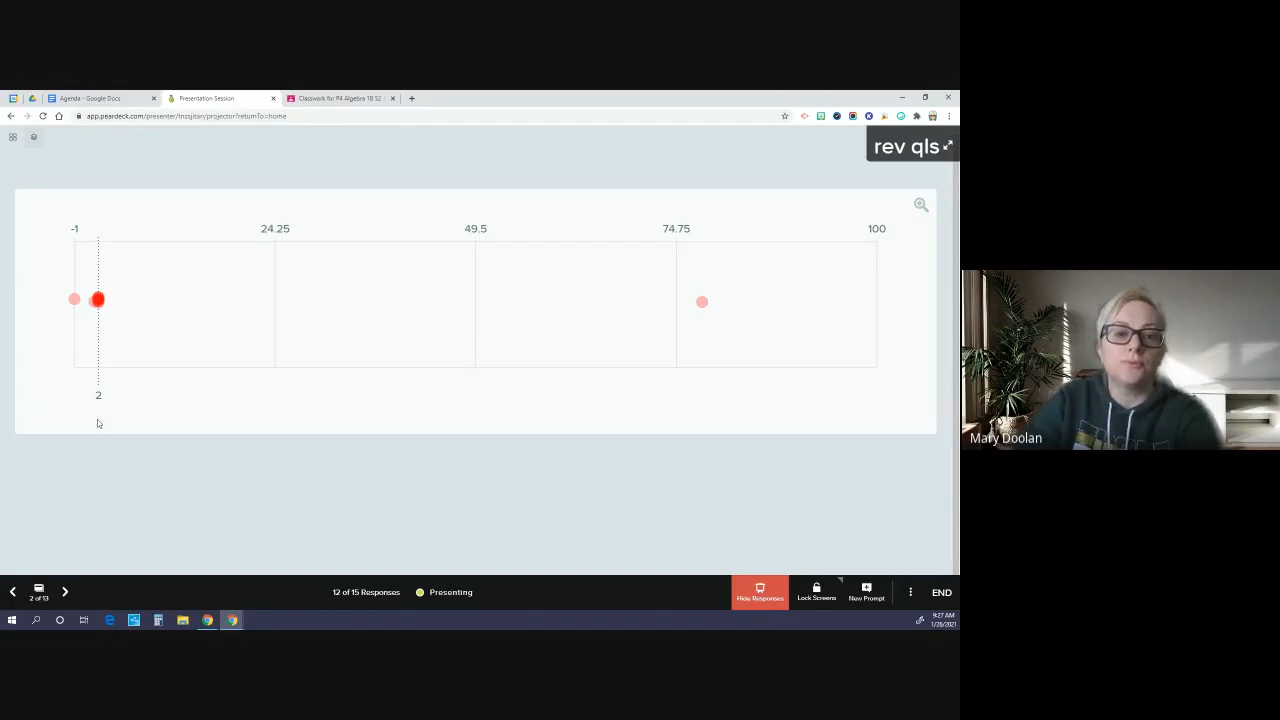 Agenda - Google Docs
Presentation Session
Classwork for P4 Algebra 1B S2
app.peardeck.com/presenter/tnzsjitan/projector?returnTo=home
rev qls
-1 24.25 49.5 74.75 100
2
Mary Doolan
2 of 13
12 of 15 Responses
Presenting
Hide Responses
Lock Screens
New Prompt
END
9:27 AM
1/26/2021